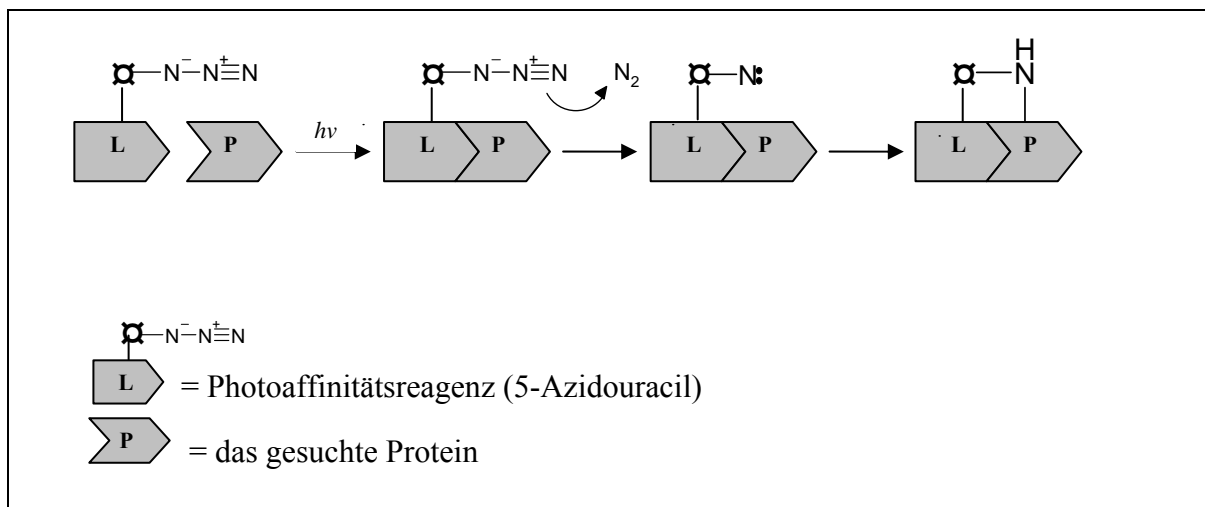 H
N⁻—N⁺≡N N⁻—N⁺≡N N₂ N: N
L P hν L P L P L P
N⁻—N⁺≡N
L = Photoaffinitätsreagenz (5-Azidouracil)
P = das gesuchte Protein